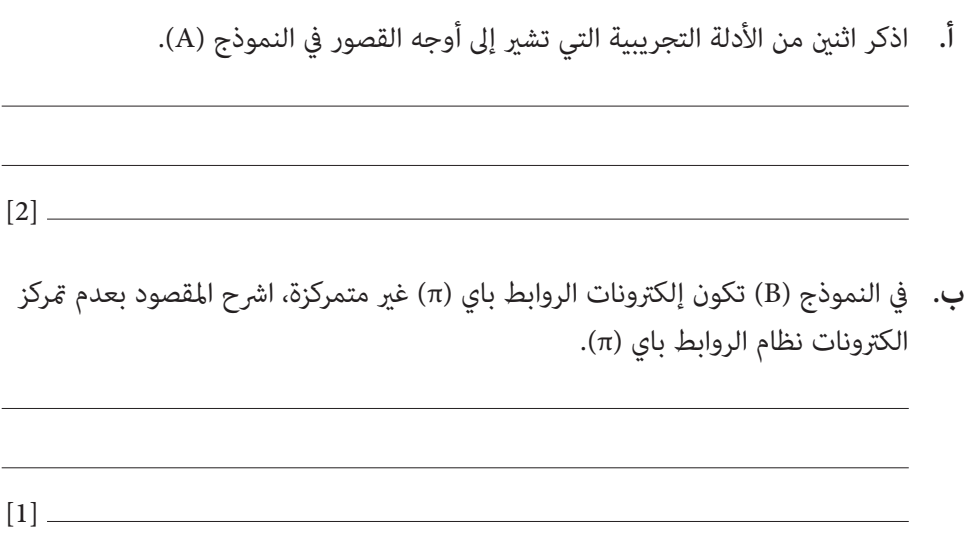 أ. اذكر اثنين من الأدلة التجريبية التي تشير إلى أوجه القصور في النموذج (A).
[2]
ب. في النموذج (B) تكون إلكترونات الروابط باي (π) غير متمركزة، اشرح المقصود بعدم تمركز
الكترونات نظام الروابط باي (π).
[1]